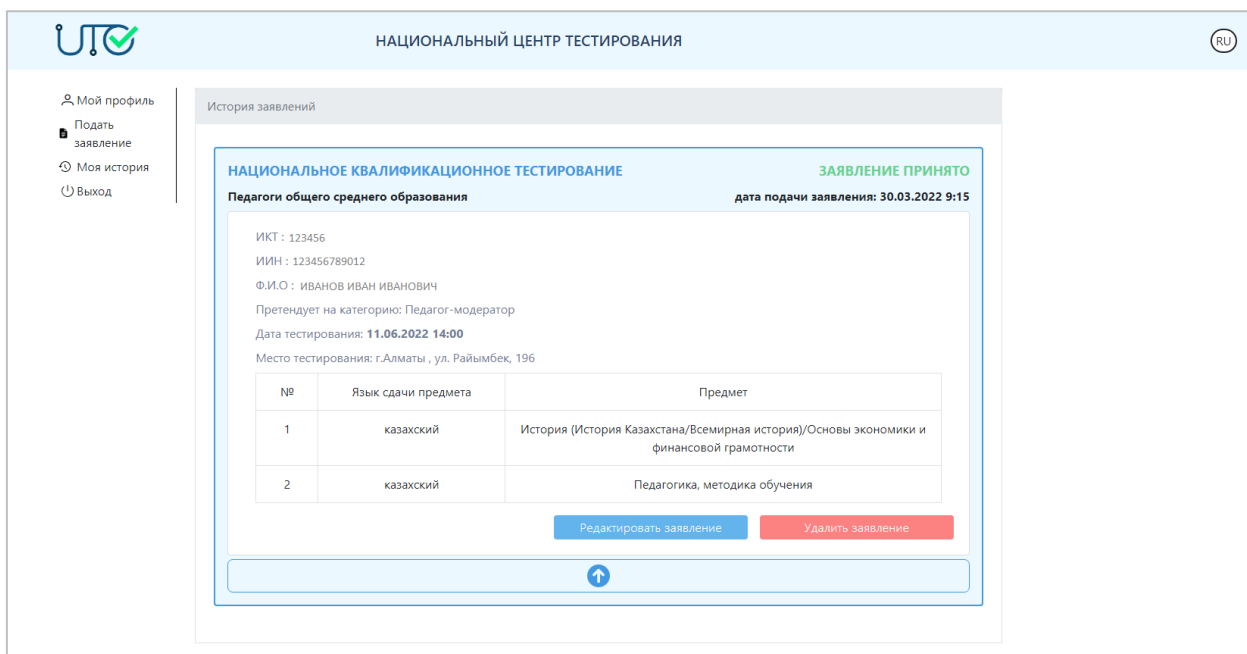 UTO
НАЦИОНАЛЬНЫЙ ЦЕНТР ТЕСТИРОВАНИЯ
RU
Мой профиль
Подать
заявление
Моя история
Выход
История заявлений
НАЦИОНАЛЬНОЕ КВАЛИФИКАЦИОННОЕ ТЕСТИРОВАНИЕ
ЗАЯВЛЕНИЕ ПРИНЯТО
Педагоги общего среднего образования
дата подачи заявления: 30.03.2022 9:15
ИКТ : 123456
ИИН : 123456789012
Ф.И.О : ИВАНОВ ИВАН ИВАНОВИЧ
Претендует на категорию: Педагог-модератор
Дата тестирования: 11.06.2022 14:00
Место тестирования: г.Алматы , ул. Райымбек, 196
№ Язык сдачи предмета Предмет
1 казахский История (История Казахстана/Всемирная история)/Основы экономики и
финансовой грамотности
2 казахский Педагогика, методика обучения
Редактировать заявление
Удалить заявление